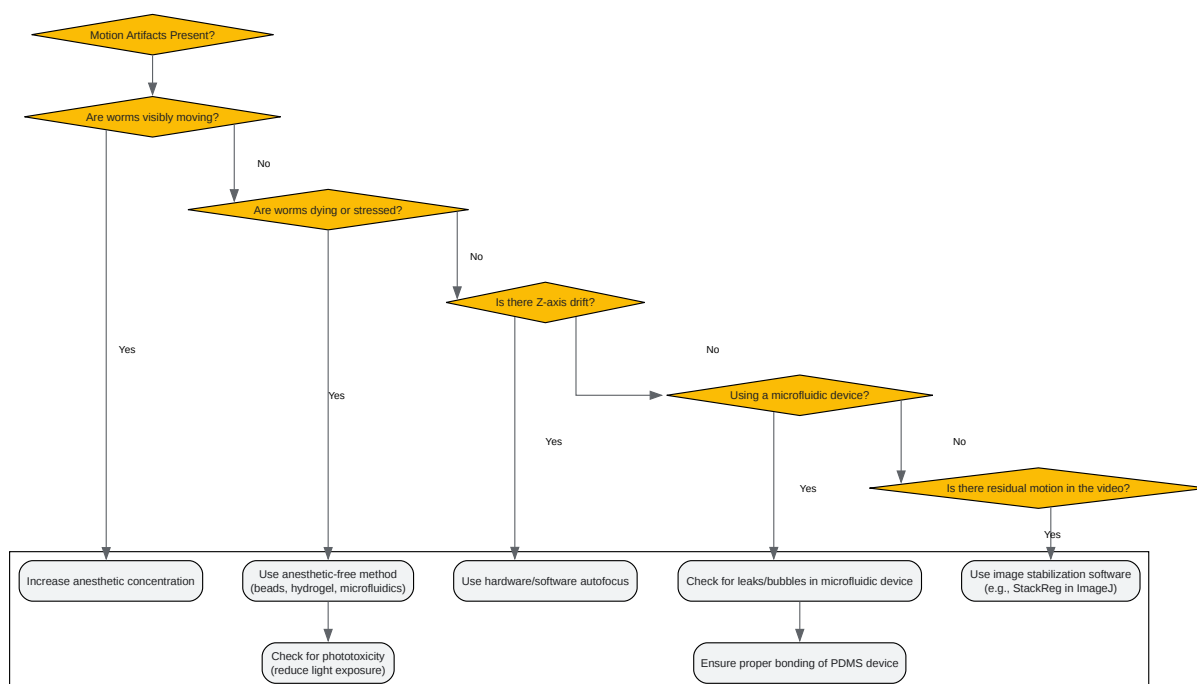 Motion Artifacts Present?
Are worms visibly moving?
No
Are worms dying or stressed?
No
Is there Z-axis drift?
Yes
No
Using a microfluidic device?
Yes
Yes
No
Is there residual motion in the video?
Yes
Yes
Increase anesthetic concentration
Use anesthetic-free method
(beads, hydrogel, microfluidics)
Use hardware/software autofocus
Check for leaks/bubbles in microfluidic device
Use image stabilization software
(e.g., StackReg in ImageJ)
Check for phototoxicity
(reduce light exposure)
Ensure proper bonding of PDMS device